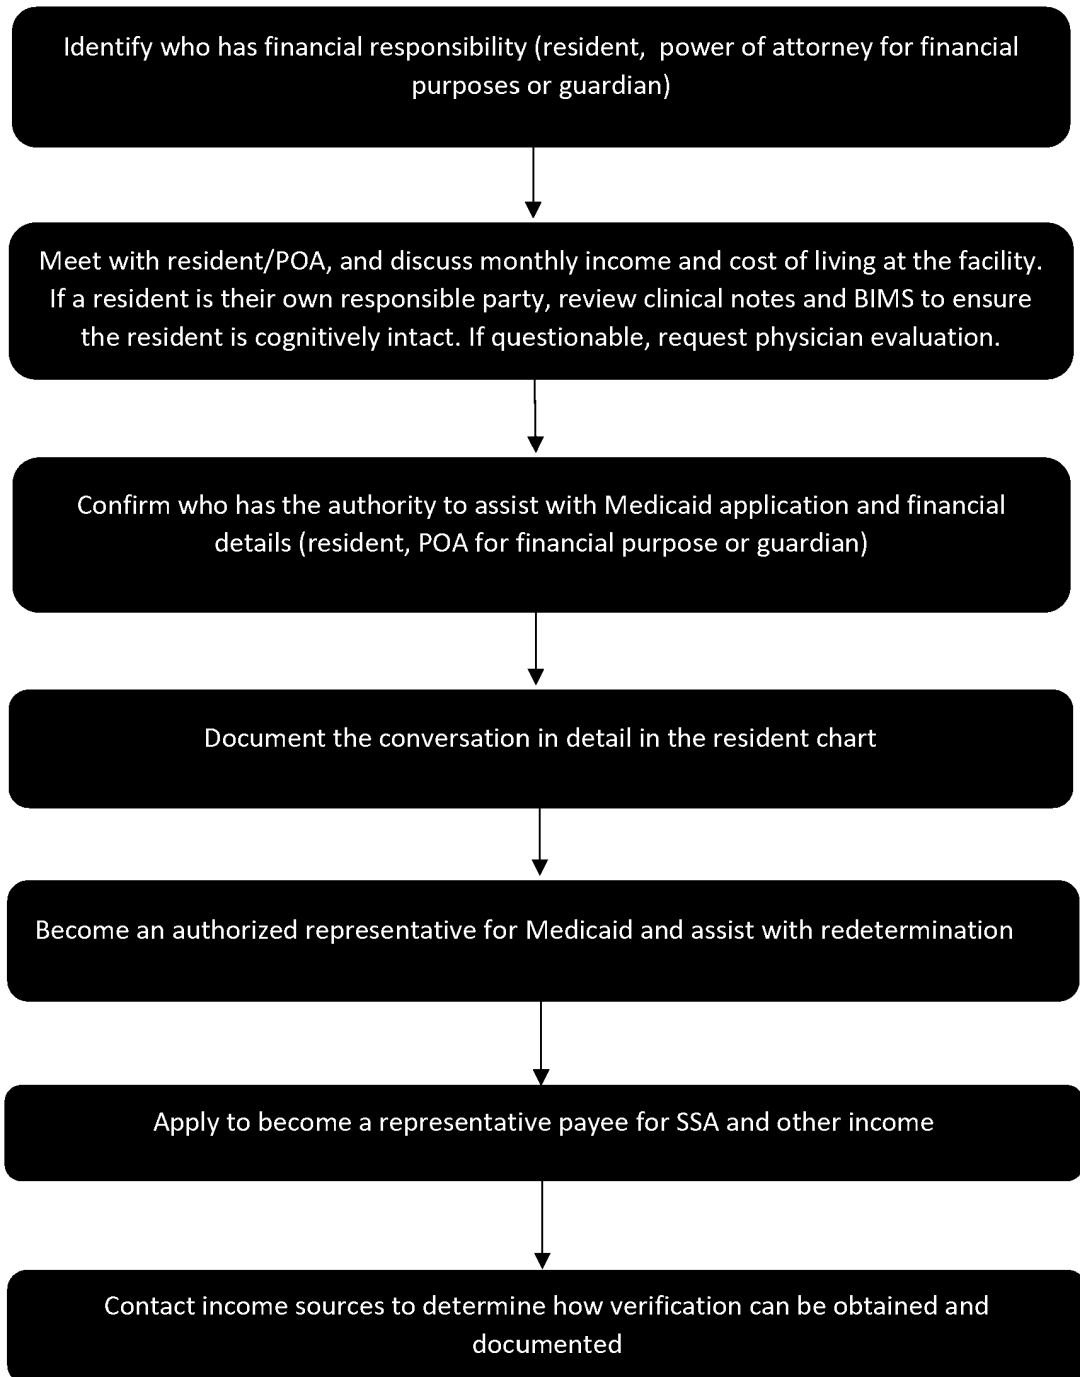 Identify who has financial responsibility (resident,  power of attorney for financial
purposes or guardian)
Meet with resident/POA, and discuss monthly income and cost of living at the facility.
If a resident is their own responsible party, review clinical notes and BIMS to ensure
the resident is cognitively intact. If questionable, request physician evaluation.
Confirm who has the authority to assist with Medicaid application and financial
details (resident, POA for financial purpose or guardian)
Document the conversation in detail in the resident chart
Become an authorized representative for Medicaid and assist with redetermination
Apply to become a representative payee for SSA and other income
Contact income sources to determine how verification can be obtained and
documented